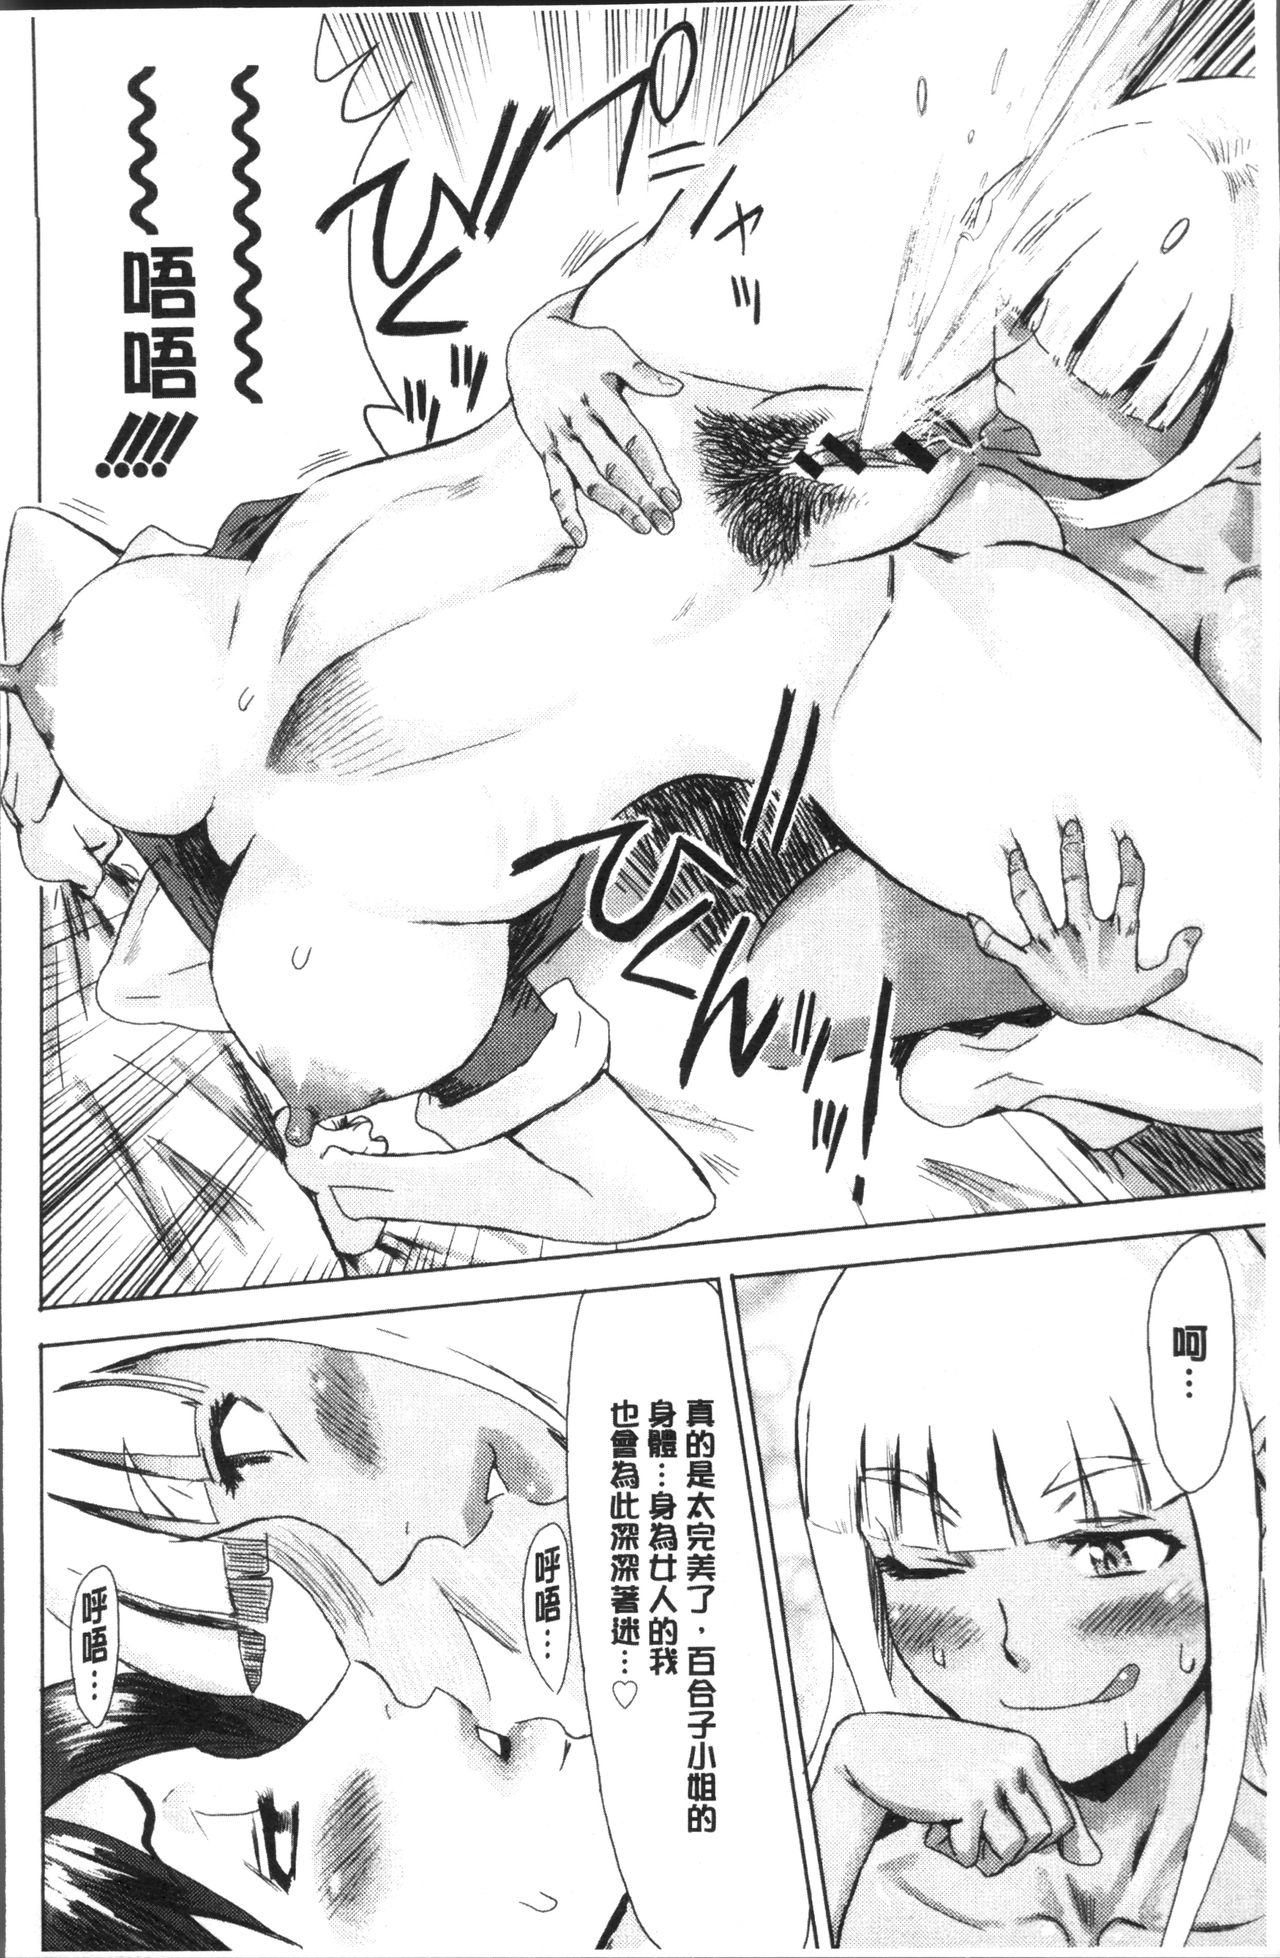 プ
びくっ
ャッ
～～～～～～～～唔唔!!!!
びくんっ!
呵…
真的是太完美了，百合子小姐的
身體…身為女人的我
也會為此深深著迷…♡
呼唔…
呼唔…